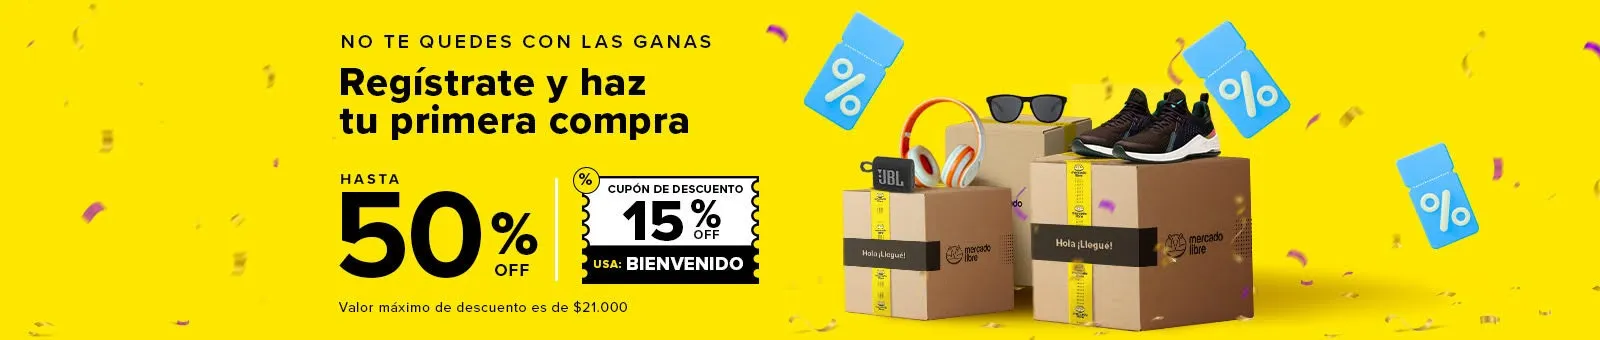 NO TE QUEDES CON LAS GANAS
Regístrate y haz
tu primera compra
HASTA
50%
OFF
%
CUPÓN DE DESCUENTO
15%
OFF
USA: BIENVENIDO
Valor máximo de descuento es de $21.000
%
%
%
JBL
Hola ¡Llegué!
mercado
libre
Hola ¡Llegué!
mercado
libre